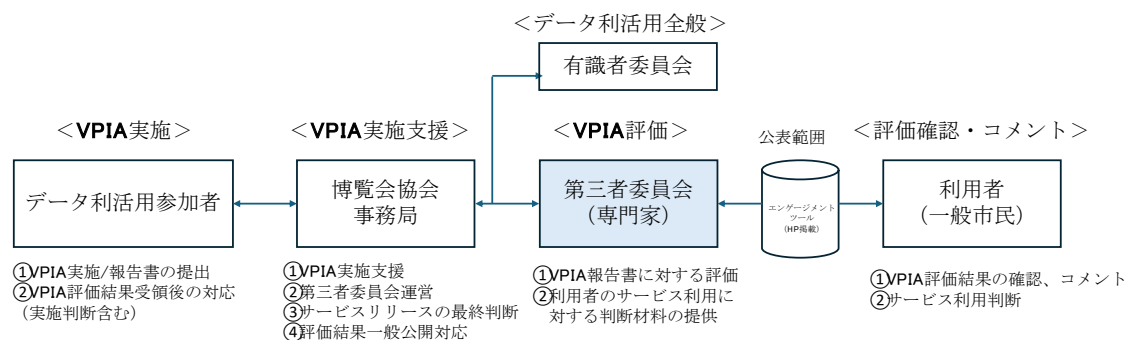 ＜データ利活用全般＞
有識者委員会
＜VPIA実施＞
データ利活用参加者
①VPIA実施/報告書の提出
②VPIA評価結果受領後の対応
（実施判断含む）
＜VPIA実施支援＞
博覧会協会
事務局
①VPIA実施支援
②第三者委員会運営
③サービスリリースの最終判断
④評価結果一般公開対応
＜VPIA評価＞
第三者委員会
（専門家）
①VPIA報告書に対する評価
②利用者のサービス利用に
対する判断材料の提供
公表範囲
エンゲージメント
ツール
（HP掲載）
＜評価確認・コメント＞
利用者
（一般市民）
①VPIA評価結果の確認、コメント
②サービス利用判断